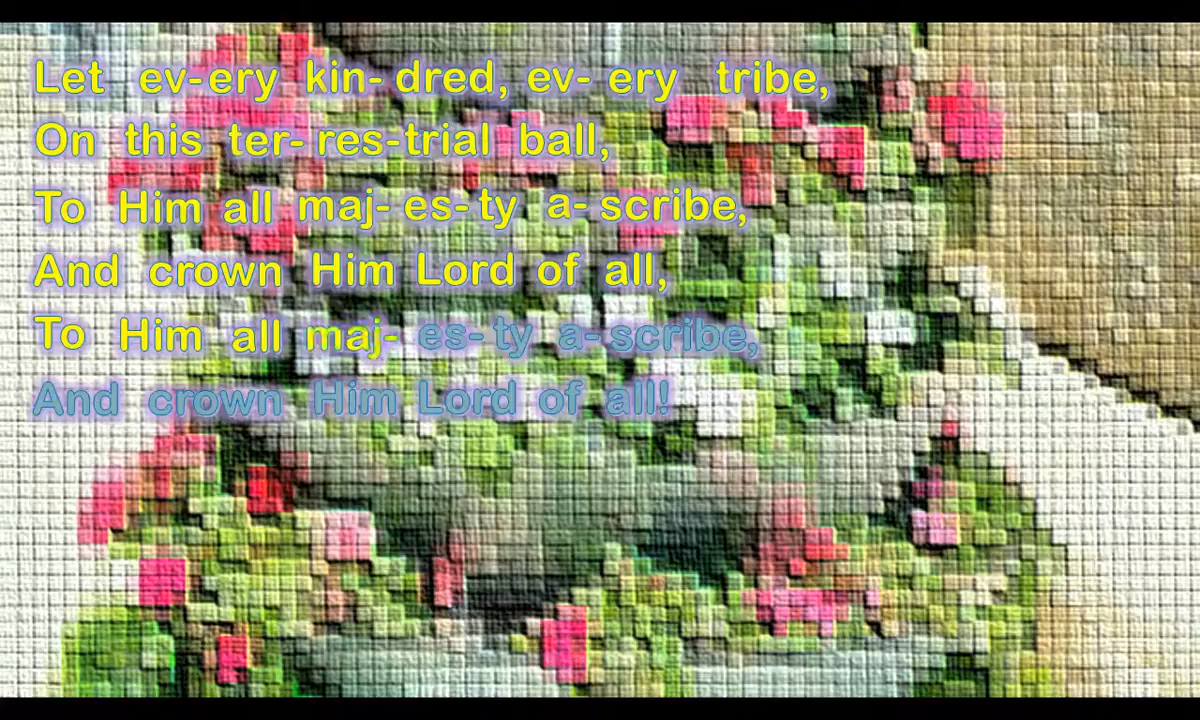 Let ev-ery kin- dred, ev- ery tribe,
On this ter- res-trial ball,
To Him all maj- es- ty a- scribe,
And crown Him Lord of all,
To Him all maj- es- ty a- scribe,
And crown Him Lord of all!